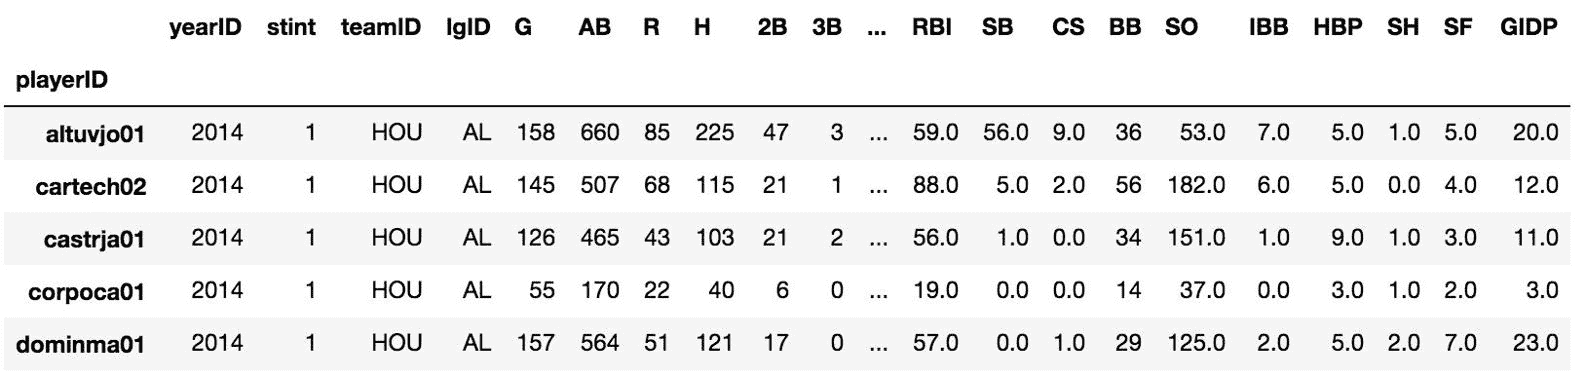 yearID stint teamID lgID G AB R H 2B 3B ... RBI SB CS BB SO IBB HBP SH SF GIDP
playerID
altuvjo01 2014 1 HOU AL 158 660 85 225 47 3 ... 59.0 56.0 9.0 36 53.0 7.0 5.0 1.0 5.0 20.0
cartech02 2014 1 HOU AL 145 507 68 115 21 1 ... 88.0 5.0 2.0 56 182.0 6.0 5.0 0.0 4.0 12.0
castrja01 2014 1 HOU AL 126 465 43 103 21 2 ... 56.0 1.0 0.0 34 151.0 1.0 9.0 1.0 3.0 11.0
corpoca01 2014 1 HOU AL 55 170 22 40 6 0 ... 19.0 0.0 0.0 14 37.0 0.0 3.0 1.0 2.0 3.0
dominma01 2014 1 HOU AL 157 564 51 121 17 0 ... 57.0 0.0 1.0 29 125.0 2.0 5.0 2.0 7.0 23.0